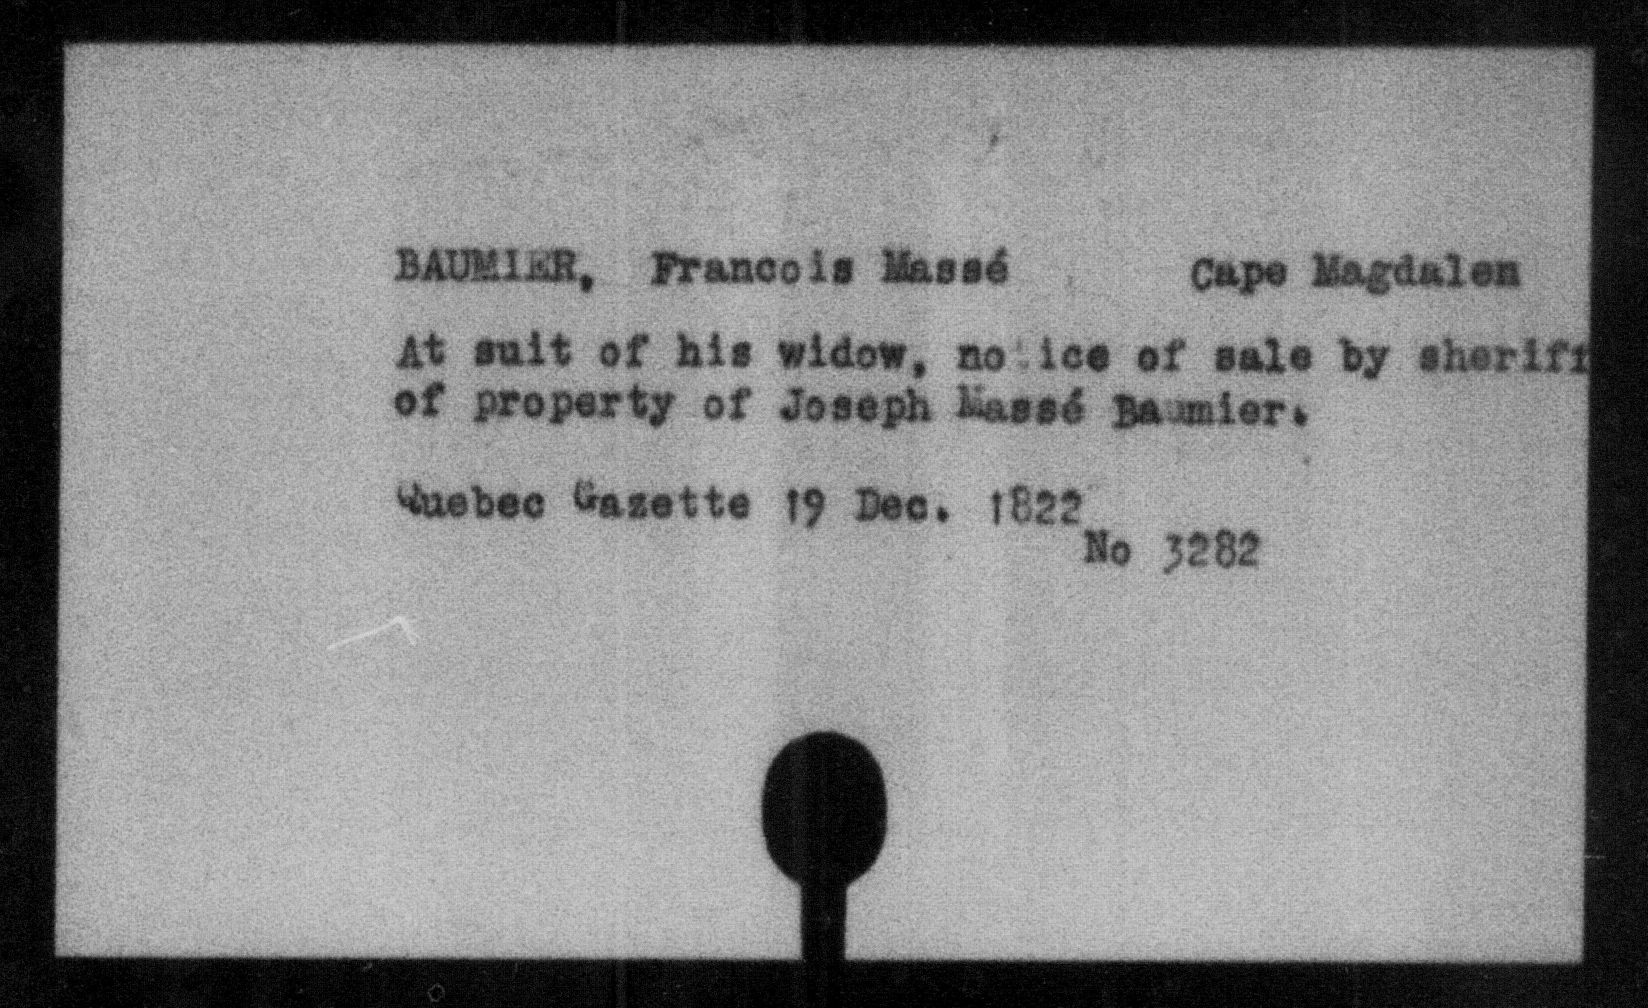 BAUMIER, Francois Massé Cape Magdalen
At suit of his widow, notice of sale by sheriff
of property of Joseph Massé Baumier.
Quebec Gazette 19 Dec. 1822
No 3282